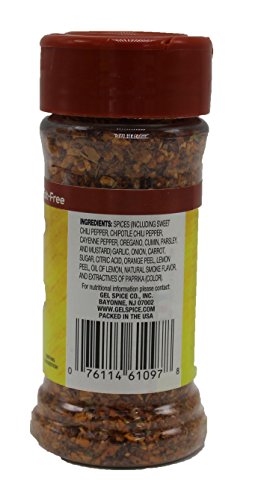 -Free
INGREDIENTS: SPICES (INCLUDING SWEET
CHILI PEPPER, CHIPOTLE CHILI PEPPER,
CAYENNE PEPPER, OREGANO, CUMIN, PARSLEY,
AND MUSTARD) GARLIC, ONION, CARROT,
SUGAR, CITRIC ACID, ORANGE PEEL, LEMON
PEEL, OIL OF LEMON, NATURAL SMOKE FLAVOR,
AND EXTRACTIVES OF PAPRIKA (COLOR).
For nutritional information please contact:
GEL SPICE CO., INC.
BAYONNE, NJ 07002
WWW.GELSPICE.COM
PACKED IN THE USA
0 76114 61097 8